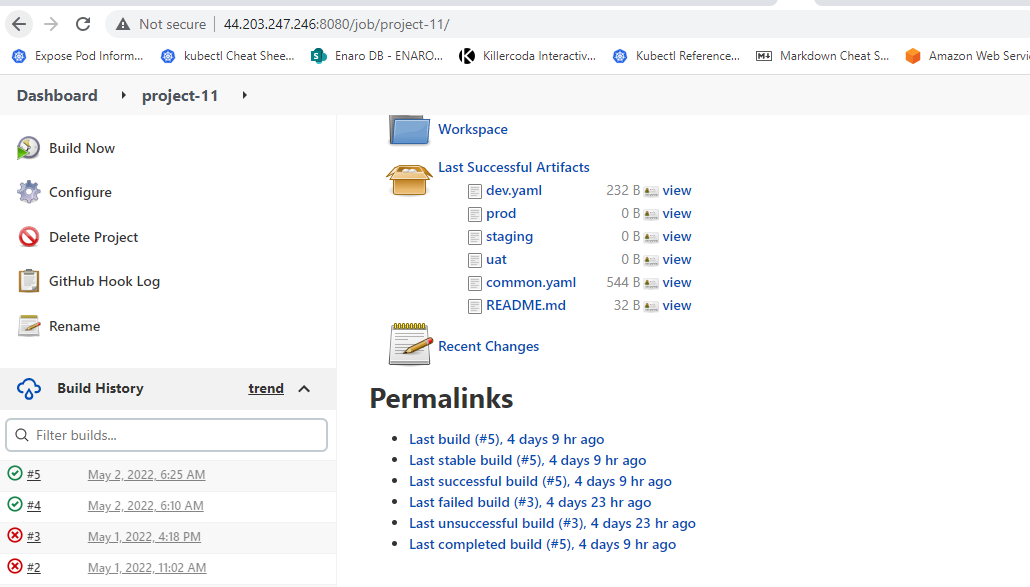 Not secure | 44.203.247.246:8080/job/project-11/
Expose Pod Inform... kubectl Cheat Shee... Enaro DB - ENARO... Killercoda Interactiv... Kubectl Reference... Markdown Cheat S... Amazon Web Servi
Dashboard project-11
Build Now
Configure
Delete Project
GitHub Hook Log
Rename
Build History trend
Filter builds...
#5 May 2, 2022, 6:25 AM
#4 May 2, 2022, 6:10 AM
#3 May 1, 2022, 4:18 PM
#2 May 1, 2022, 11:02 AM
Workspace
Last Successful Artifacts
dev.yaml 232 B view
prod 0 B view
staging 0 B view
uat 0 B view
common.yaml 544 B view
README.md 32 B view
Recent Changes
Permalinks
Last build (#5), 4 days 9 hr ago
Last stable build (#5), 4 days 9 hr ago
Last successful build (#5), 4 days 9 hr ago
Last failed build (#3), 4 days 23 hr ago
Last unsuccessful build (#3), 4 days 23 hr ago
Last completed build (#5), 4 days 9 hr ago